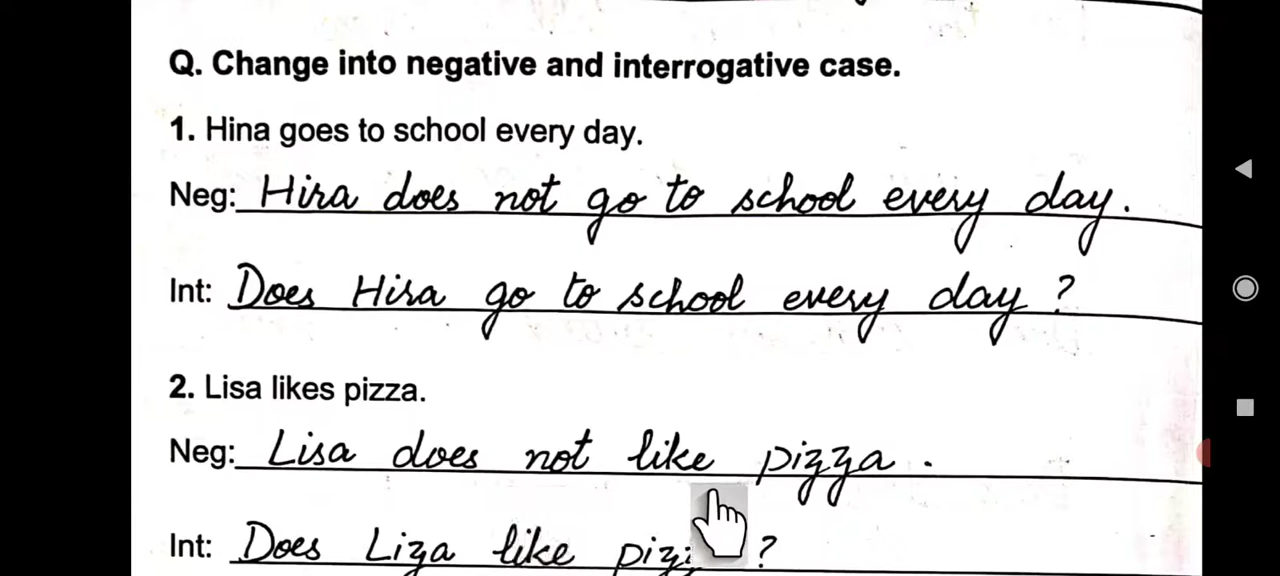 Q. Change into negative and interrogative case.
1. Hina goes to school every day.
Neg: Hira does not go to school every day.
Int: Does Hira go to school every day ?
2. Lisa likes pizza.
Neg: Lisa does not like pizza .
Int: Does Liza like ?